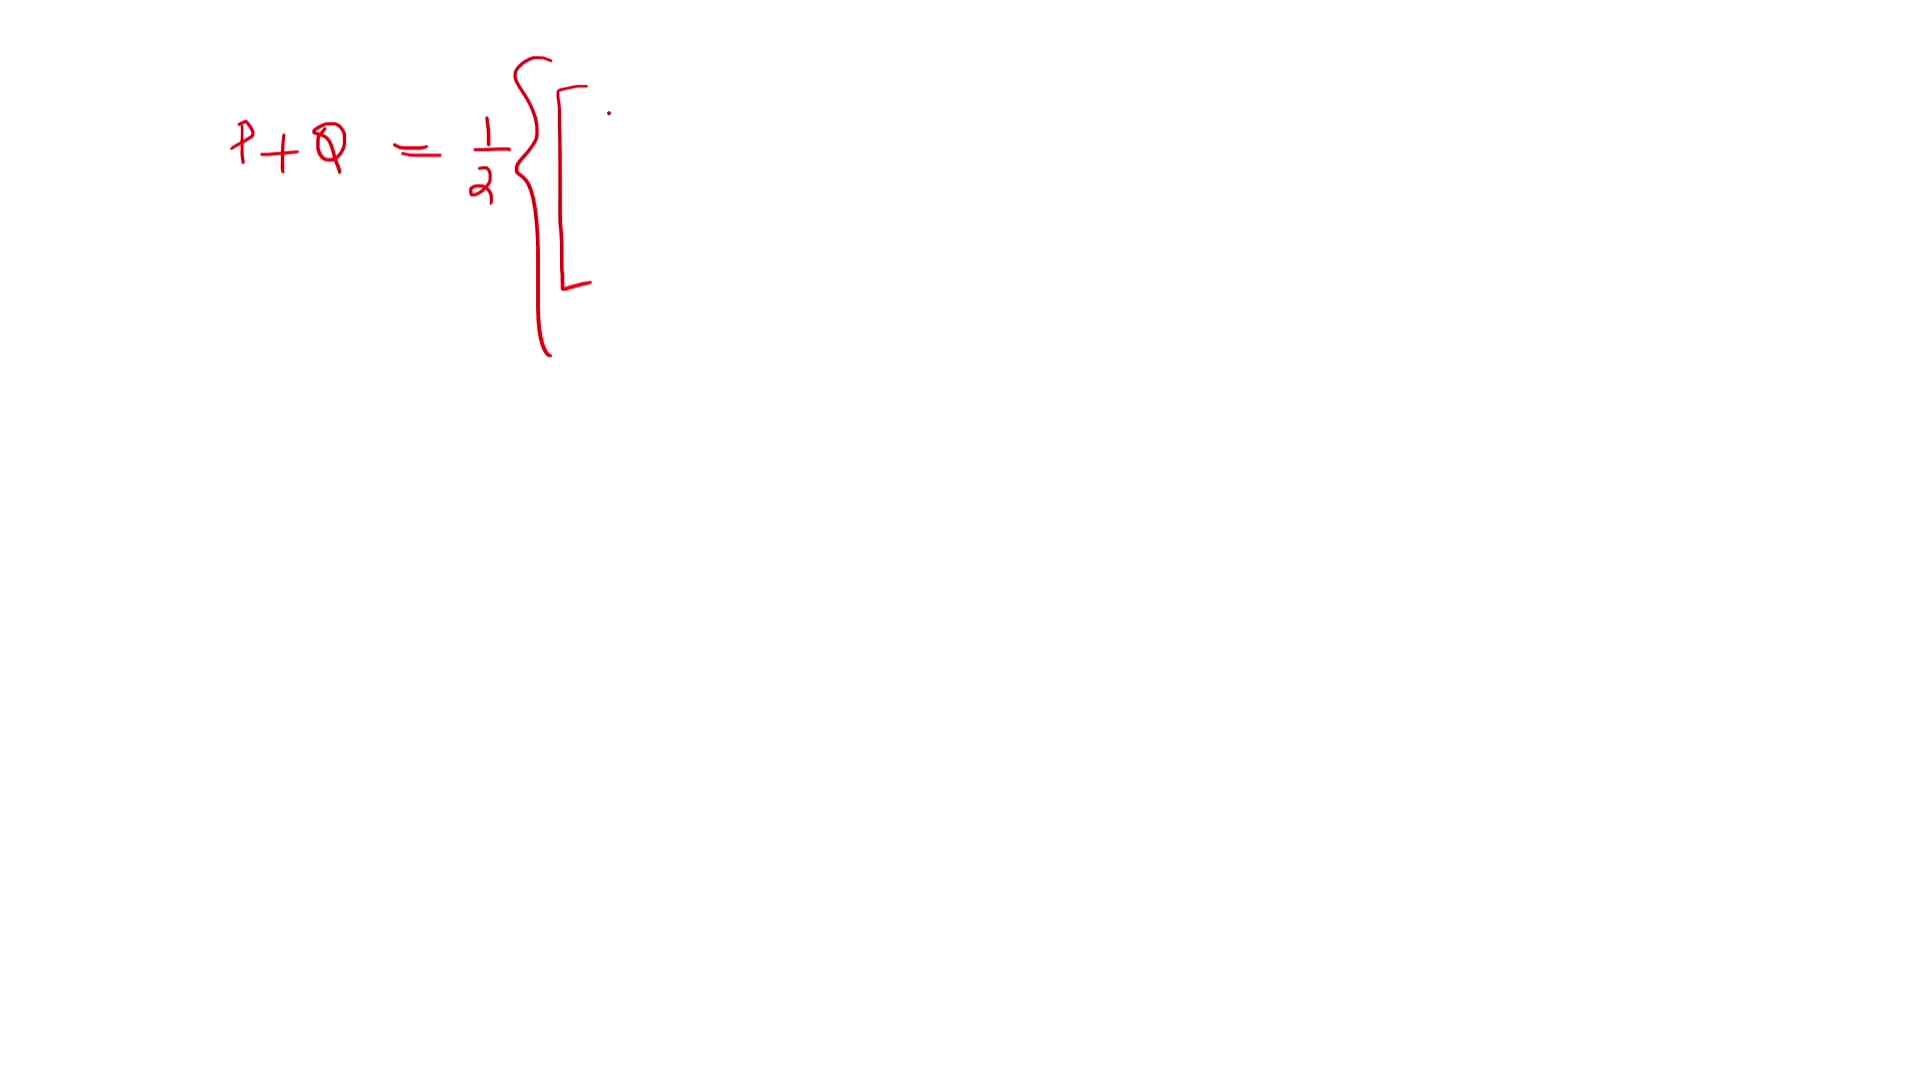 P+Q = 1/2 { [